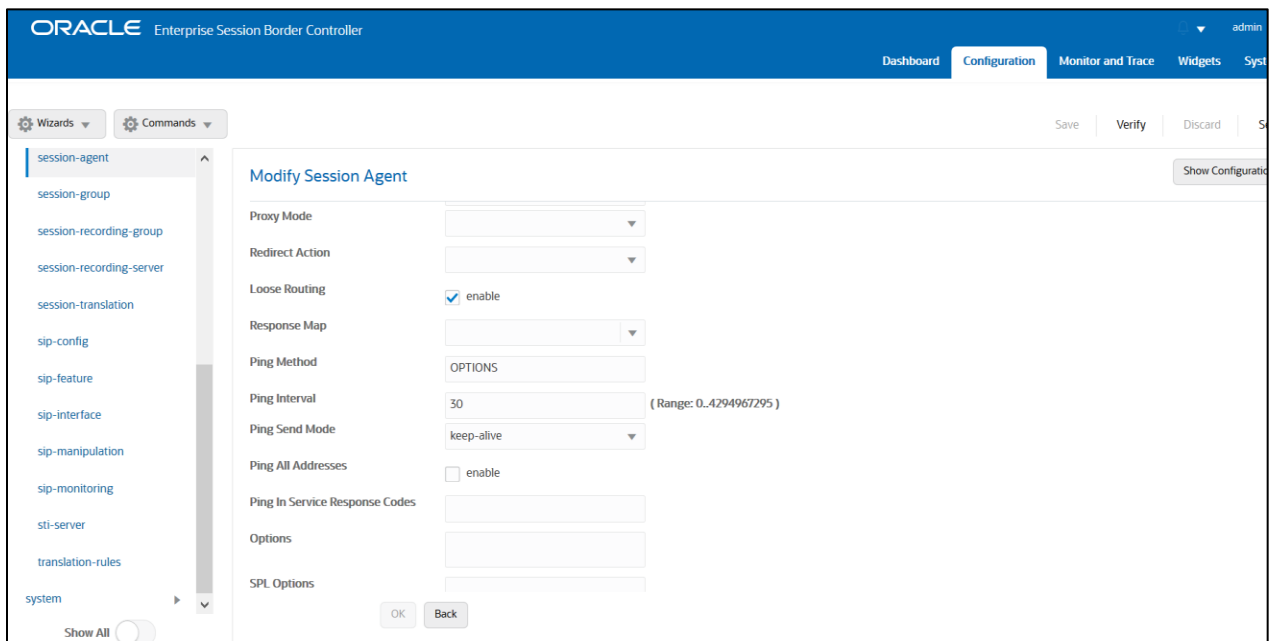 ORACLE Enterprise Session Border Controller
admin
Dashboard Configuration Monitor and Trace Widgets
Wizards Commands
Save Verify Discard
session-agent
session-group
session-recording-group
session-recording-server
session-translation
sip-config
sip-feature
sip-interface
sip-manipulation
sip-monitoring
sti-server
translation-rules
system
Show All
Modify Session Agent
Show
Proxy Mode
Redirect Action
Loose Routing
enable
Response Map
Ping Method
OPTIONS
Ping Interval
30 ( Range: 0..4294967295 )
Ping Send Mode
keep-alive
Ping All Addresses
enable
Ping In Service Response Codes
Options
SPL Options
OK Back